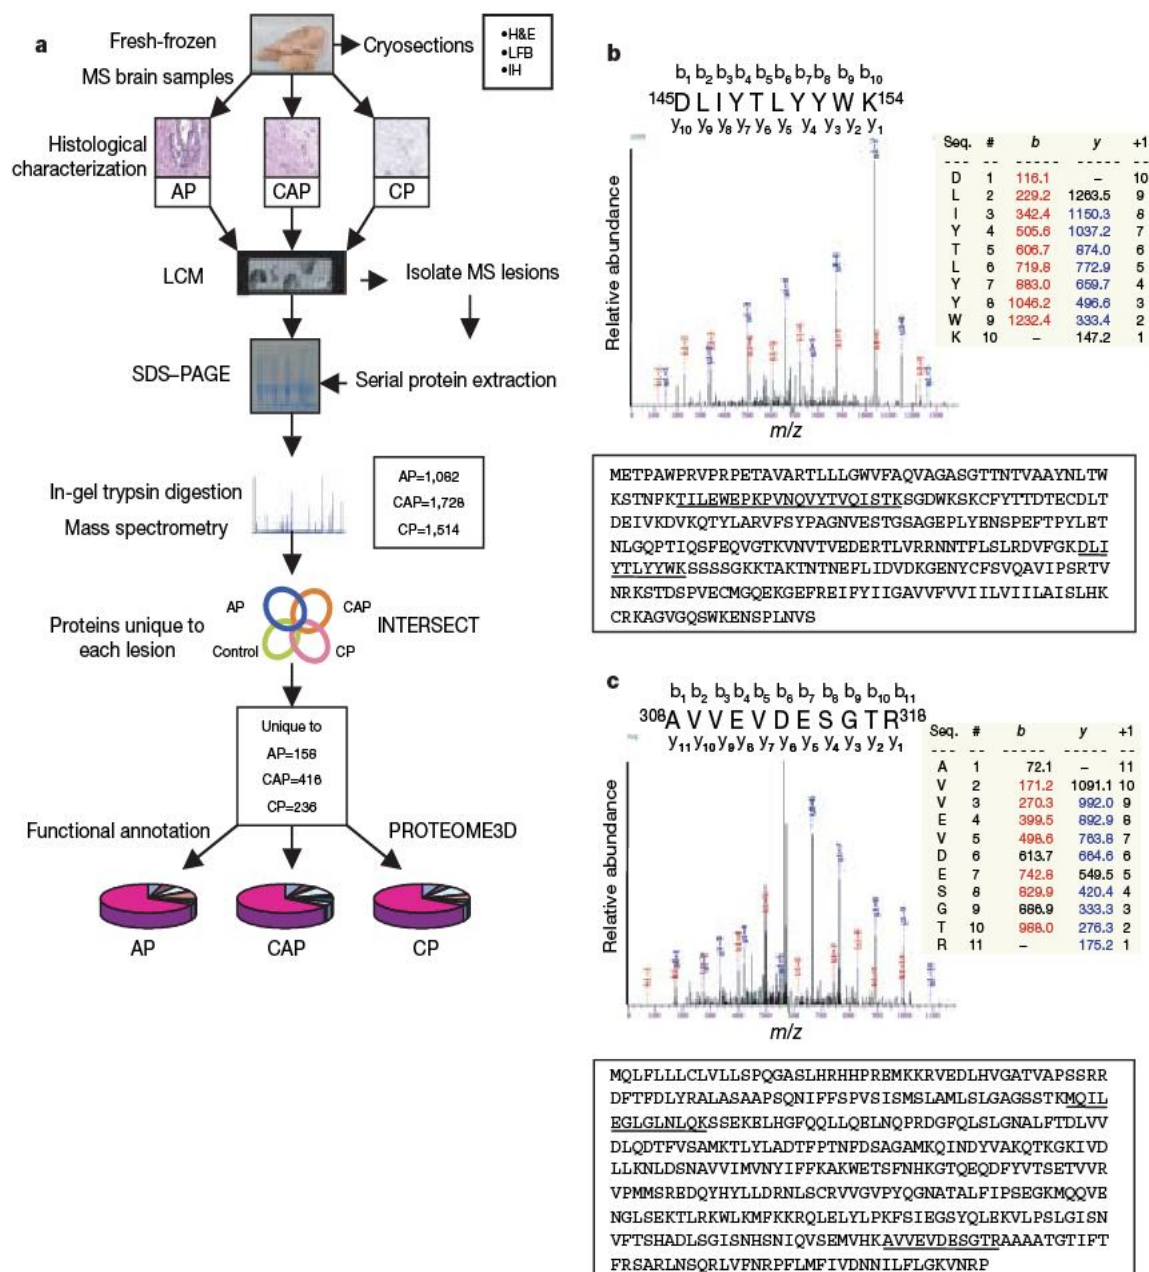 a
Fresh-frozen
MS brain samples
Cryosections
•H&E
•LFB
•IH
Histological
characterization
AP
CAP
CP
LCM
Isolate MS lesions
SDS–PAGE
Serial protein extraction
In-gel trypsin digestion
Mass spectrometry
AP=1,082
CAP=1,728
CP=1,514
AP
CAP
Control
CP
Proteins unique to
each lesion
INTERSECT
Unique to
AP=158
CAP=416
CP=236
Functional annotation
PROTEOME3D
AP
CAP
CP
b
b1 b2 b3 b4 b5 b6 b7 b8 b9 b10
145D L I Y T L Y Y W K154
y10 y9 y8 y7 y6 y5 y4 y3 y2 y1
Relative abundance
m/z
Seq. # b y +1
--- -- ----- ----- --
D 1 116.1 – 10
L 2 229.2 1263.5 9
I 3 342.4 1150.3 8
Y 4 505.6 1037.2 7
T 5 606.7 874.0 6
L 6 719.8 772.9 5
Y 7 883.0 659.7 4
Y 8 1046.2 496.6 3
W 9 1232.4 333.4 2
K 10 – 147.2 1
METPAWPRVPRPETAVARTLLLGWVFAQVAGASGTTNTVAAYNLTW
KSTNFKTILEWEPKPVNQVYTVQISTKSGDWKSKCFYTTDTECDLT
DEIVKDVKQTYLARVFSYPAGNVESTGSAGEPLYENSPEFTPYLET
NLGQPTIQSFEQVGTKVNVTVEDERTLVRRNNTFLSLRDVFGKDLI
YTLYYWKSSSSGKKTAKTNTNEFLIDVDKGENYCFSVQAVIPSRTV
NRKSTDSPVECMGQEKGEFREIFYIIGAVVFVVIILVIILAISLHK
CRKAGVGQSWKENSPLNVS
c
b1 b2 b3 b4 b5 b6 b7 b8 b9 b10 b11
308A V V E V D E S G T R318
y11 y10 y9 y8 y7 y6 y5 y4 y3 y2 y1
Relative abundance
m/z
Seq. # b y +1
--- -- ------ ----- --
A 1 72.1 – 11
V 2 171.2 1091.1 10
V 3 270.3 992.0 9
E 4 399.5 892.9 8
V 5 498.6 763.8 7
D 6 613.7 664.6 6
E 7 742.8 549.5 5
S 8 829.9 420.4 4
G 9 886.9 333.3 3
T 10 988.0 276.3 2
R 11 – 175.2 1
MQLFLLLCLVLLSPQGASLHRHHPREMKKRVEDLHVGATVAPSSRR
DFTFDLYRALASAAPSQNIFFSPVSISMSLAMLSLGAGSSTKMQIL
EGLGLNLQKSSEKELHGFQQLLQELNQPRDGFQLSLGNALFTDLVV
DLQDTFVSAMKTLYLADTFPTNFDSAGAMKQINDYVAKQTKGKIVD
LLKNLDSNAVVIMVNYIFFKAKWETSFNHKGTQEQDFYVTSETVVR
VPMMSREDQYHYLLDRNLSCRVVGVPYQGNATALFIPSEGKMQQVE
NGLSEKTLRKWLKMFKKRQLELYLPKFSIEGSYQLEKVLPSLGISN
VFTSHADLSGISNHSNIQVSEMVHKAVVEVDESGTRAAAATGTIFT
FRSARLNSQRLVFNRPFLMFIVDNNILFLGKVNRP